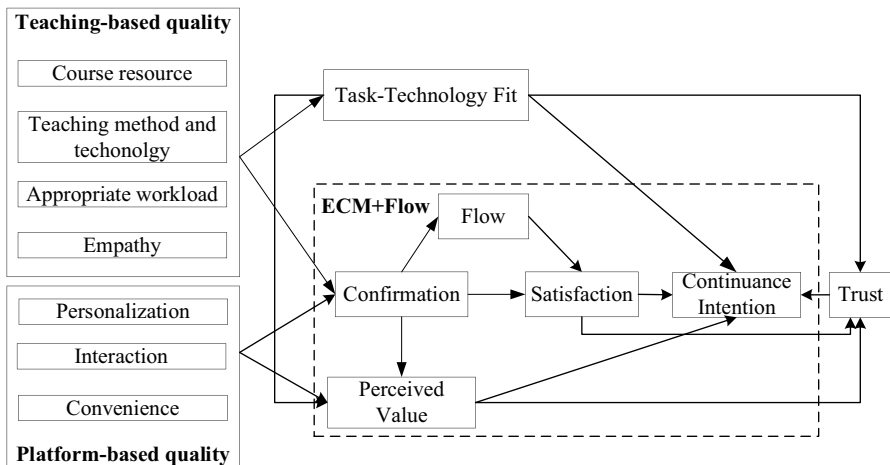 Teaching-based quality
Course resource
Teaching method and
techonolgy
Appropriate workload
Empathy
Personalization
Interaction
Convenience
Platform-based quality
Task-Technology Fit
ECM+Flow
Flow
Confirmation
Satisfaction
Continuance
Intention
Trust
Perceived
Value